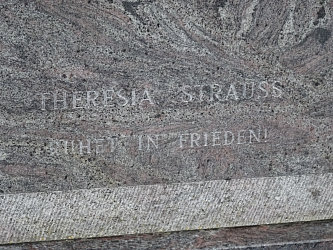 THERESIA STRAUSS
RUHET IN FRIEDEN!